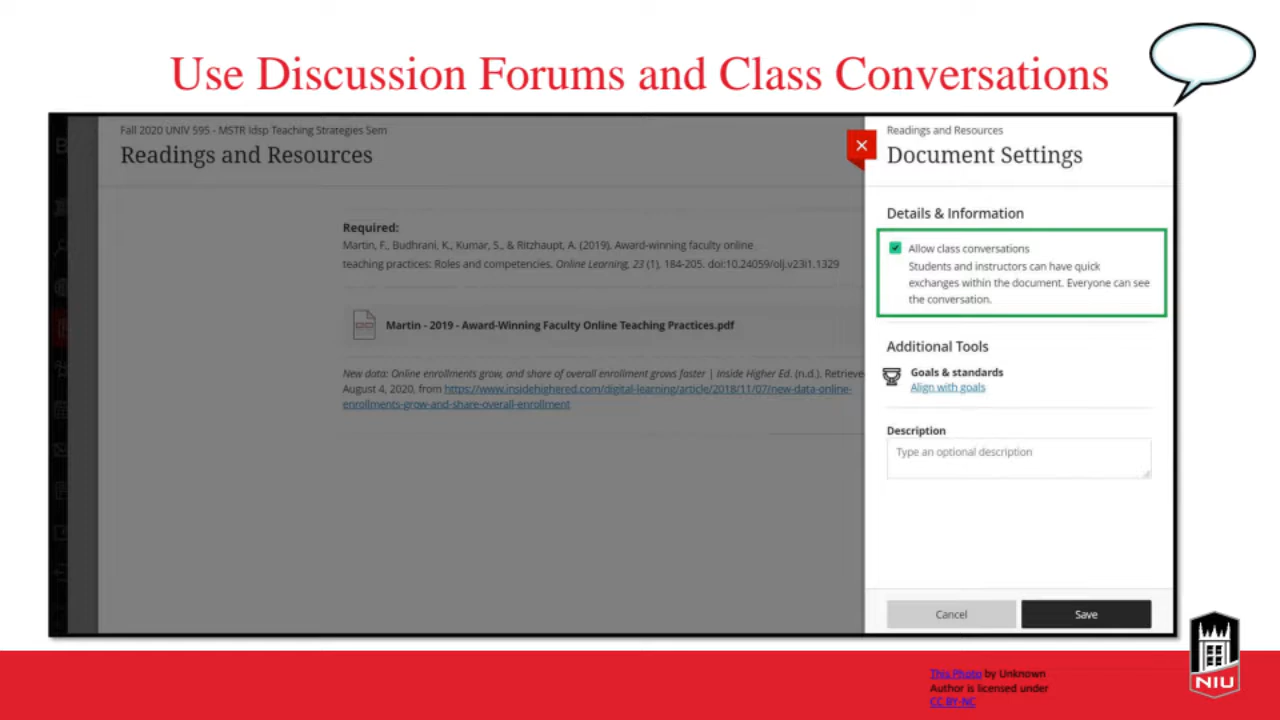 Use Discussion Forums and Class Conversations
Fall 2020 UNIV 595 - MSTR Idsp Teaching Strategies Sem
Readings and Resources
Required:
Martin, F., Budhrani, K., Kumar, S., & Ritzhaupt, A. (2019). Award-winning faculty online
teaching practices: Roles and competencies. Online Learning, 23 (1), 184-205. doi:10.24059/olj.v23i1.1329
Martin - 2019 - Award-Winning Faculty Online Teaching Practices.pdf
New data: Online enrollments grow, and share of overall enrollment grows faster | Inside Higher Ed. (n.d.). Retrieve
August 4, 2020, from https://www.insidehighered.com/digital-learning/article/2018/11/07/new-data-online-
enrollments-grow-and-share-overall-enrollment
Readings and Resources
Document Settings
Details & Information
Allow class conversations
Students and instructors can have quick
exchanges within the document. Everyone can see
the conversation.
Additional Tools
Goals & standards
Align with goals
Description
Type an optional description
Cancel
Save
This Photo by Unknown
Author is licensed under
CC BY-NC
NIU